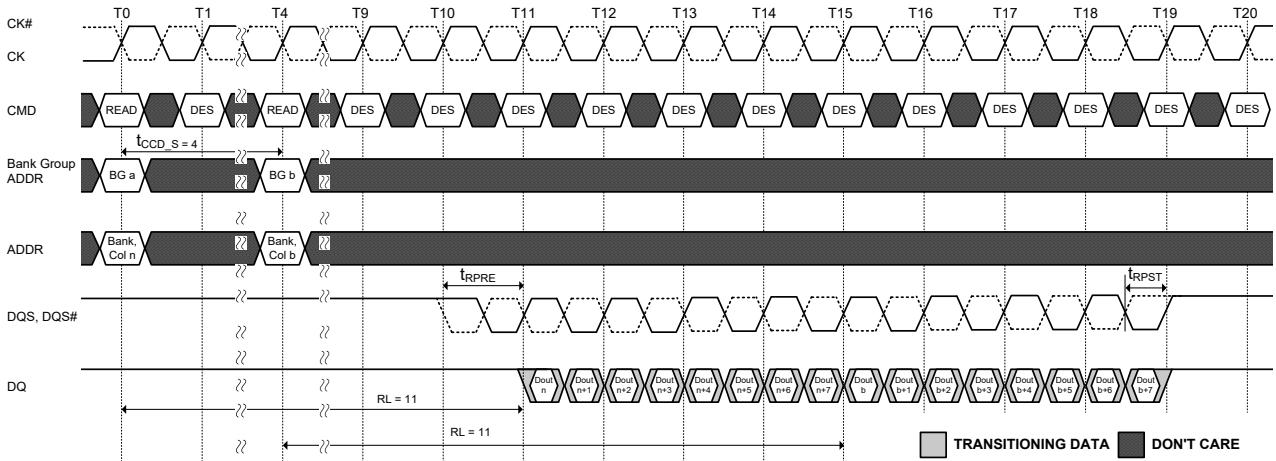 T0 T1 T4 T9 T10 T11 T12 T13 T14 T15 T16 T17 T18 T19 T20
CK#
CK
CMD READ DES READ DES DES DES DES DES DES DES DES DES DES DES DES
tCCD_S = 4
Bank Group
ADDR
BG a BG b
ADDR
Bank, Bank,
Col n Col b
tRPRE tRPST
DQS, DQS#
DQ
Dout Dout Dout Dout Dout Dout Dout Dout Dout Dout Dout Dout Dout Dout Dout Dout
n n+1 n+2 n+3 n+4 n+5 n+6 n+7 b b+1 b+2 b+3 b+4 b+5 b+6 b+7
RL = 11
RL = 11
TRANSITIONING DATA DON'T CARE